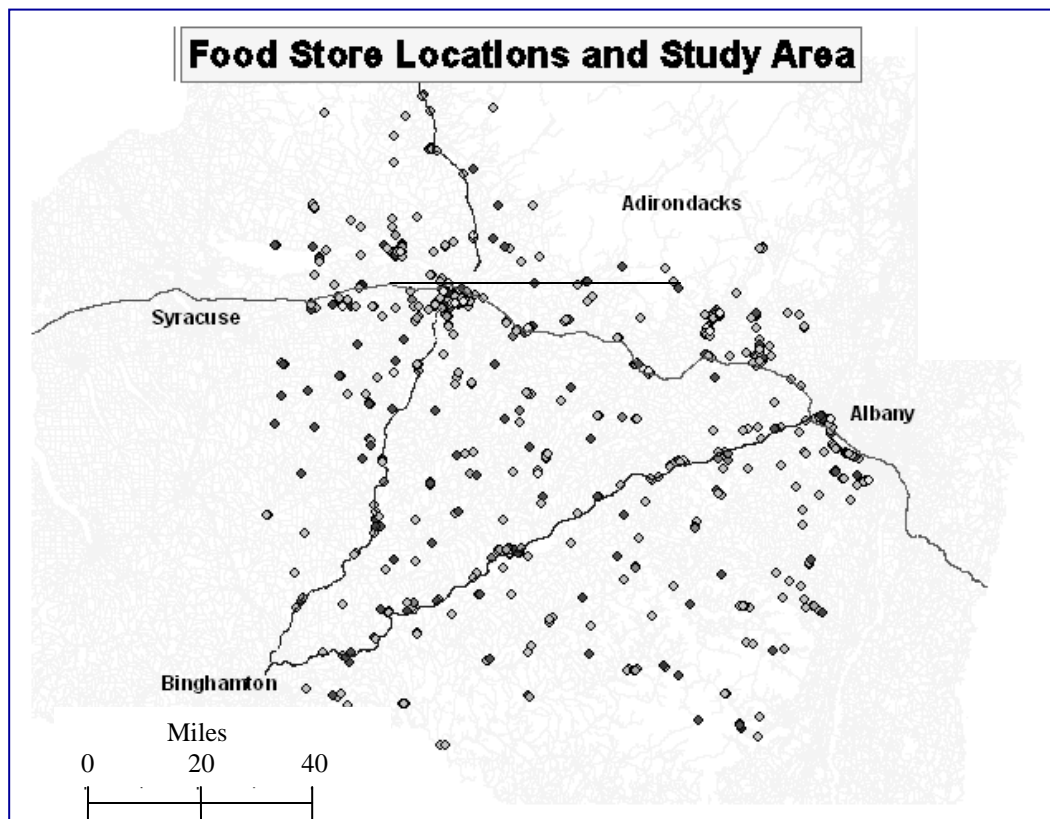 Food Store Locations and Study Area
Adirondacks
Syracuse
Albany
Binghamton
Miles
0 20 40